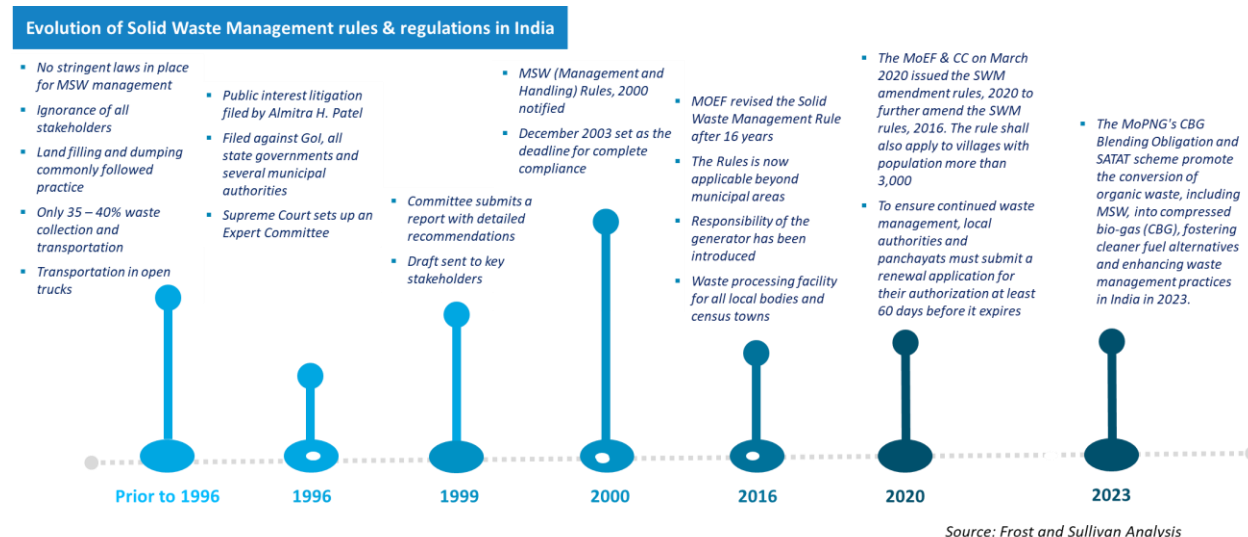 Evolution of Solid Waste Management rules & regulations in India
▪ No stringent laws in place
for MSW management
▪ Ignorance of all
stakeholders
▪ Land filling and dumping
commonly followed
practice
▪ Only 35 – 40% waste
collection and
transportation
▪ Transportation in open
trucks
▪ Public interest litigation
filed by Almitra H. Patel
▪ Filed against GoI, all
state governments and
several municipal
authorities
▪ Supreme Court sets up an
Expert Committee
▪ Committee submits a
report with detailed
recommendations
▪ Draft sent to key
stakeholders
▪ MSW (Management and
Handling) Rules, 2000
notified
▪ December 2003 set as the
deadline for complete
compliance
▪ MOEF revised the Solid
Waste Management Rule
after 16 years
▪ The Rules is now
applicable beyond
municipal areas
▪ Responsibility of the
generator has been
introduced
▪ Waste processing facility
for all local bodies and
census towns
▪ The MoEF & CC on March
2020 issued the SWM
amendment rules, 2020 to
further amend the SWM
rules, 2016. The rule shall
also apply to villages with
population more than
3,000
▪ To ensure continued waste
management, local
authorities and
panchayats must submit a
renewal application for
their authorization at least
60 days before it expires
▪ The MoPNG's CBG
Blending Obligation and
SATAT scheme promote
the conversion of
organic waste, including
MSW, into compressed
bio-gas (CBG), fostering
cleaner fuel alternatives
and enhancing waste
management practices
in India in 2023.
Prior to 1996
1996
1999
2000
2016
2020
2023
Source: Frost and Sullivan Analysis